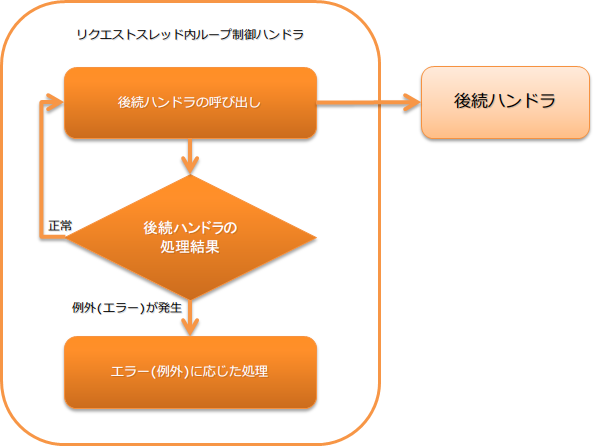 リクエストスレッド内ループ制御ハンドラ
後続ハンドラの呼び出し
後続ハンドラ
後続ハンドラの
処理結果
正常
例外(エラー)が発生
エラー(例外)に応じた処理